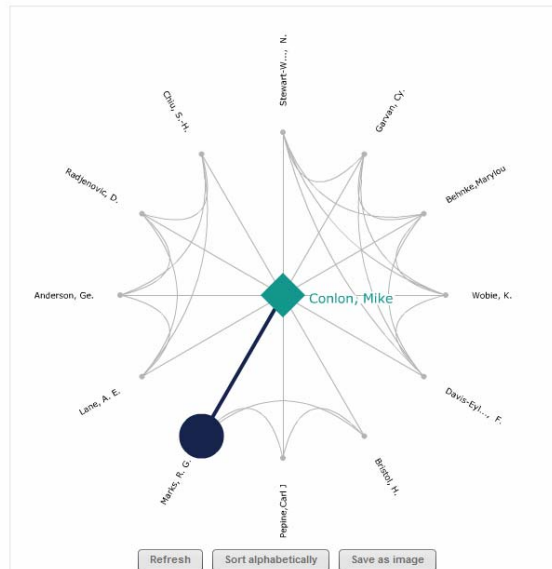 Stewart-W..., N.
Garvan, Cy.
Chiu, S.-H.
Behnke,Marylou
Radjenovic, D.
Anderson, Ge.
Conlon, Mike
Wobie, K.
Lane, A. E.
Davis-Eyl..., F.
Marks, R. G.
Bristol, H.
Pepine,Carl J
Refresh
Sort alphabetically
Save as image